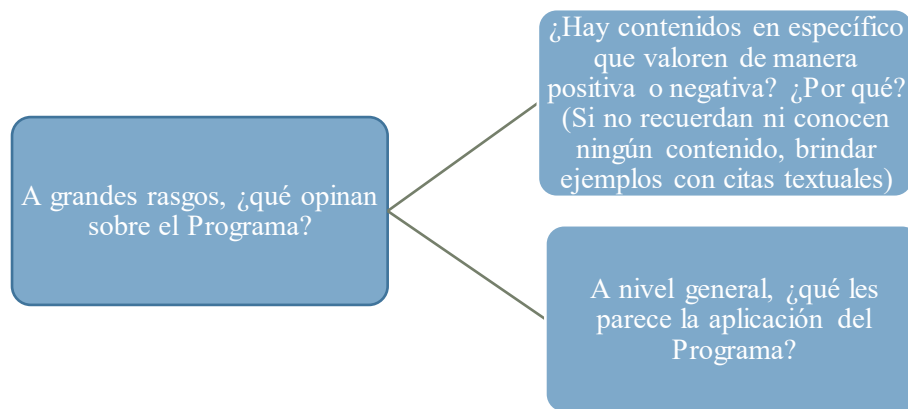 A grandes rasgos, ¿qué opinan
sobre el Programa?
¿Hay contenidos en específico
que valoren de manera
positiva o negativa? ¿Por qué?
(Si no recuerdan ni conocen
ningún contenido, brindar
ejemplos con citas textuales)
A nivel general, ¿qué les
parece la aplicación del
Programa?